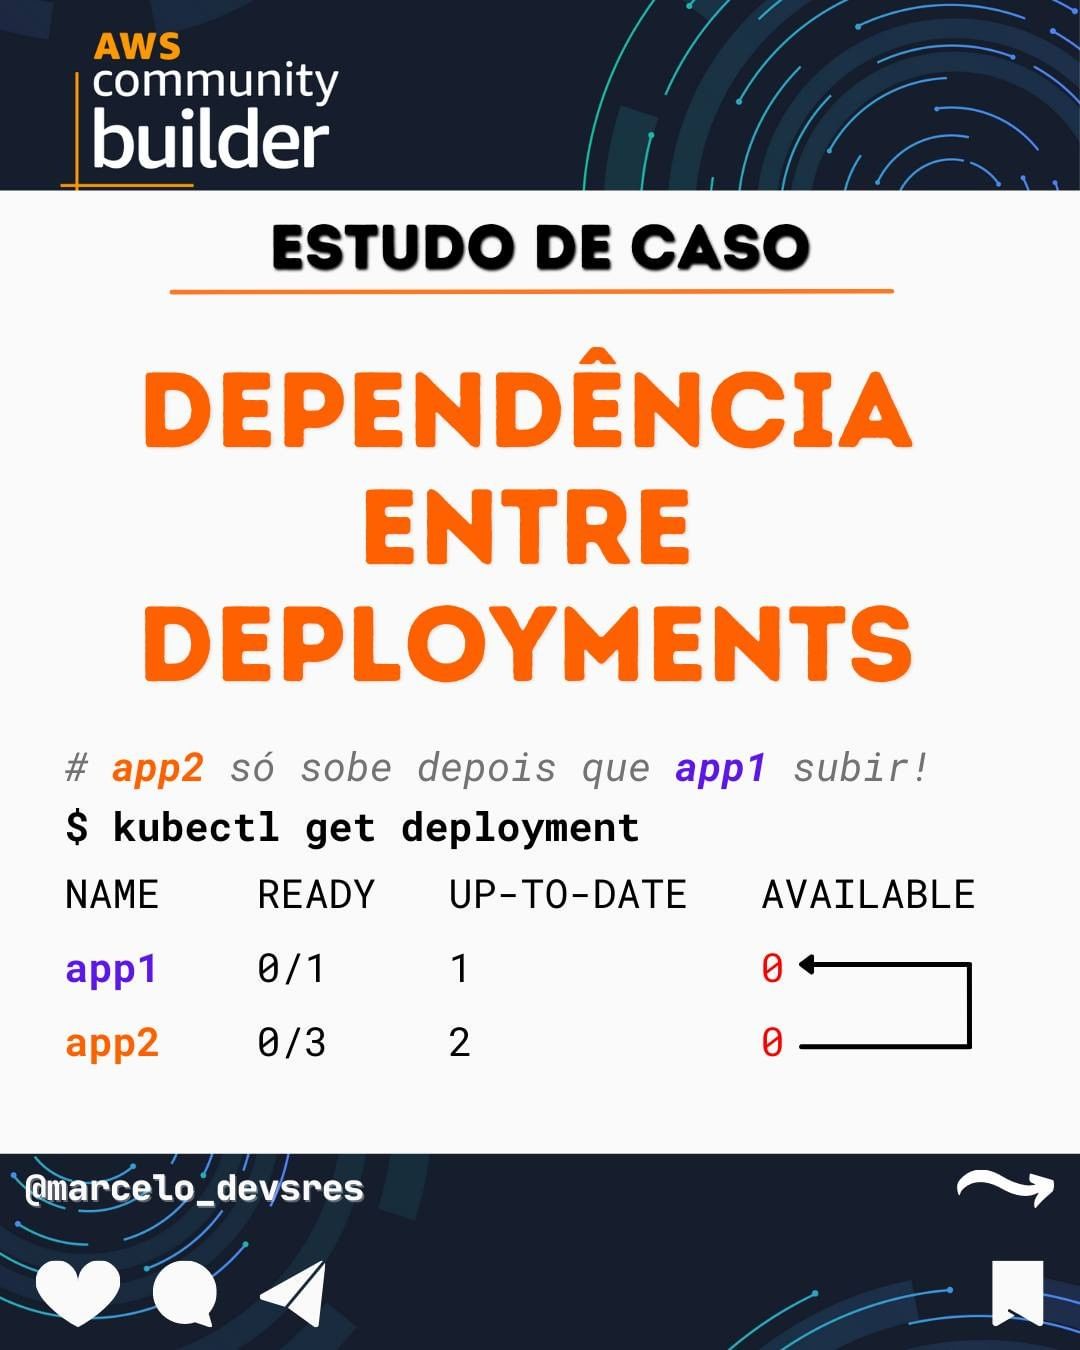 AWS
community
builder
ESTUDO DE CASO
DEPENDÊNCIA
ENTRE
DEPLOYMENTS
# app2 só sobe depois que app1 subir!
$ kubectl get deployment
NAME READY UP-TO-DATE AVAILABLE
app1 0/1 1 0
app2 0/3 2 0
@marcelo_devsres